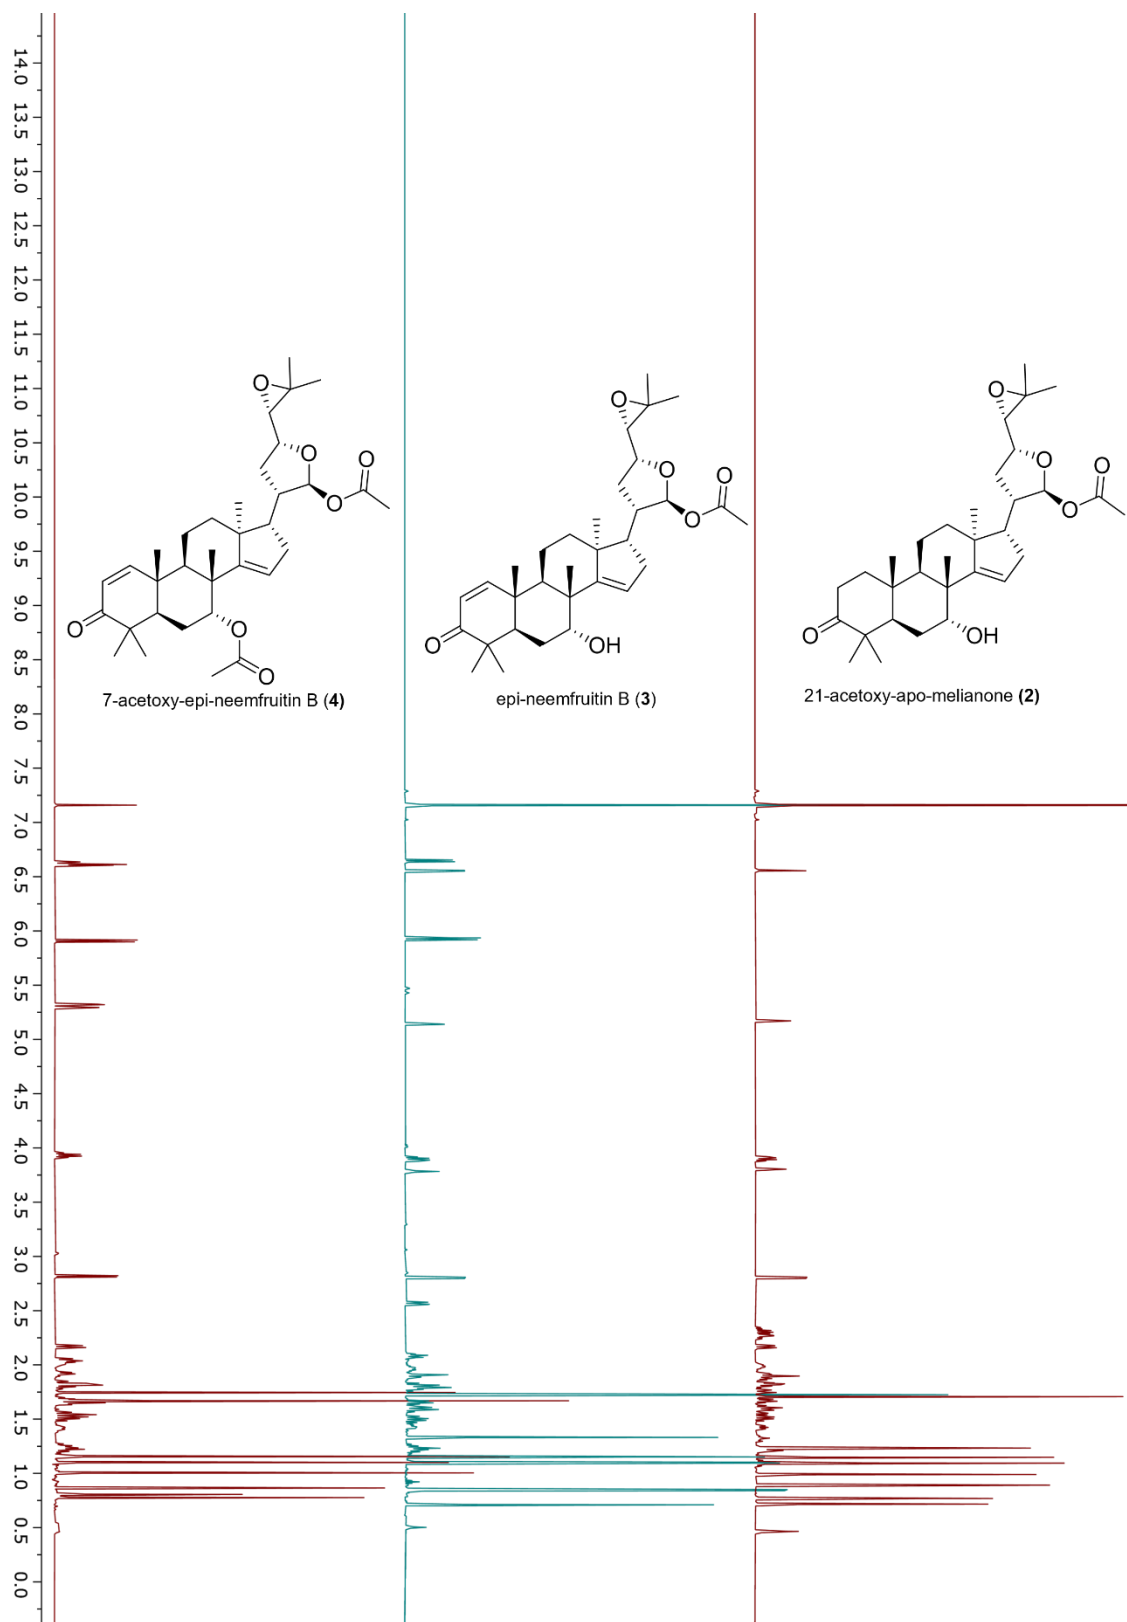 14.0
13.5
13.0
12.5
12.0
11.5
11.0
10.5
10.0
9.5
9.0
8.5
8.0
7.5
7.0
6.5
6.0
5.5
5.0
4.5
4.0
3.5
3.0
2.5
2.0
1.5
1.0
0.5
0.0
O
O
O
O
O
O
O
7-acetoxy-epi-neemfruitin B (4)
O
O
O
O
O
OH
epi-neemfruitin B (3)
O
O
O
O
O
OH
21-acetoxy-apo-melianone (2)